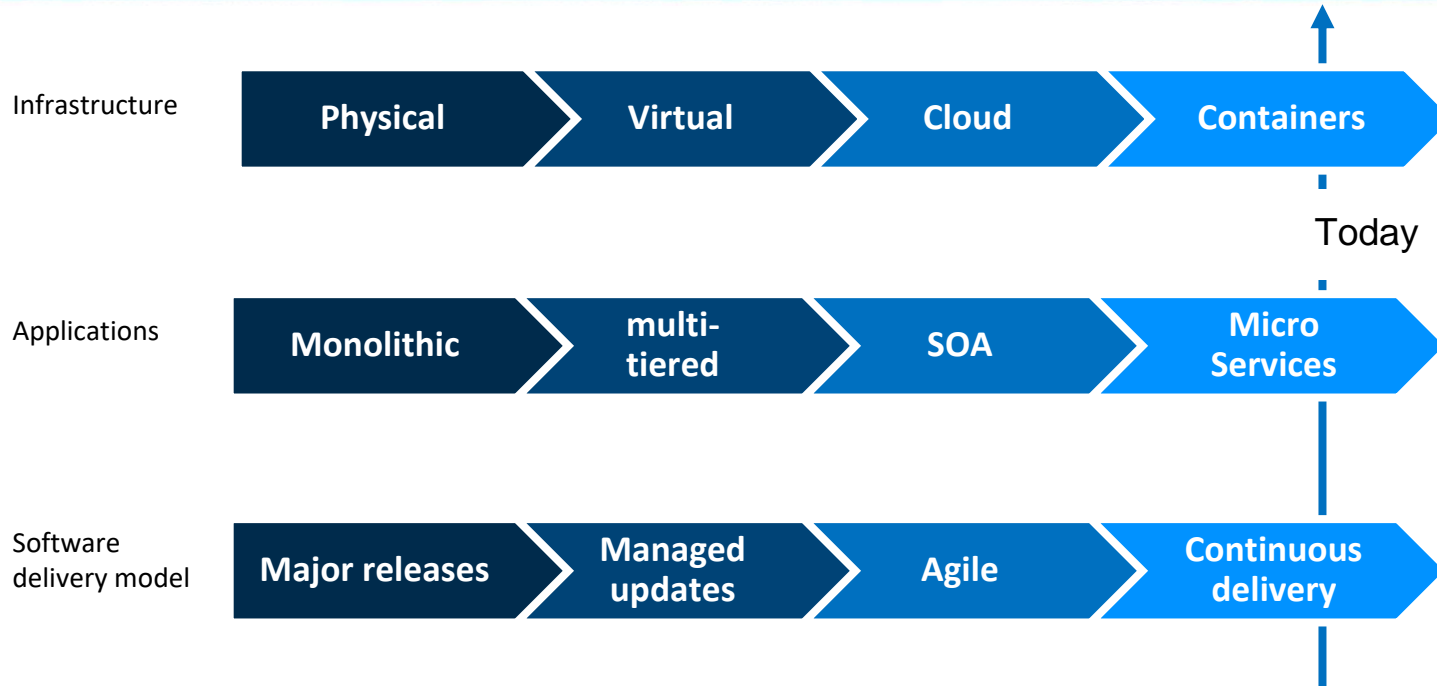 Infrastructure
Physical
Virtual
Cloud
Containers
Today
Applications
Monolithic
multi-
tiered
SOA
Micro
Services
Software
delivery model
Major releases
Managed
updates
Agile
Continuous
delivery